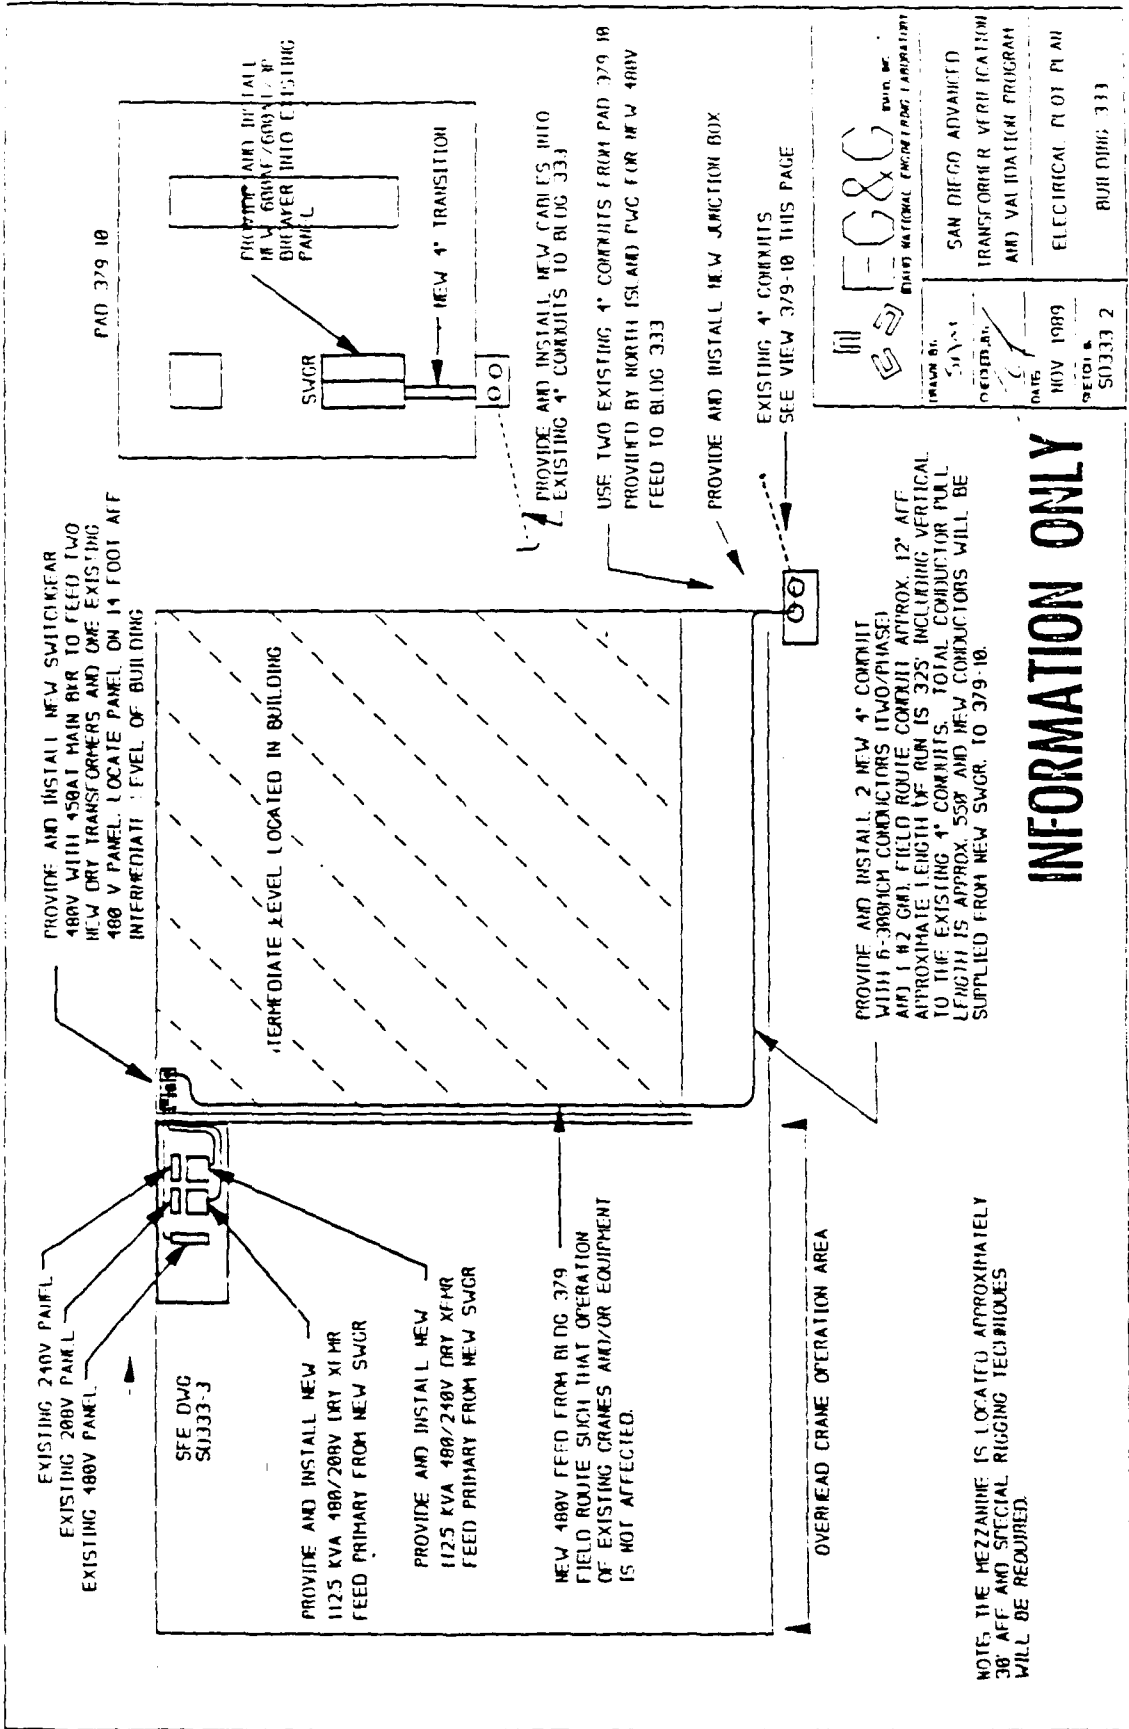 EXISTING 240V PANEL
EXISTING 208V PANEL
EXISTING 480V PANEL
SEE DWG
SD333-3
PROVIDE AND INSTALL NEW
112.5 KVA 480/208V DRY XFMR
FEED PRIMARY FROM NEW SWGR
PROVIDE AND INSTALL NEW
112.5 KVA 480/240V DRY XFMR
FEED PRIMARY FROM NEW SWGR
NEW 480V FEED FROM BLDG 379
FIELD ROUTE SUCH THAT OPERATION
OF EXISTING CRANES AND/OR EQUIPMENT
IS NOT AFFECTED.
OVERHEAD CRANE OPERATION AREA
NOTE, THE MEZZANINE IS LOCATED APPROXIMATELY
30' AFF AND SPECIAL RIGGING TECHNIQUES
WILL BE REQUIRED.
PROVIDE AND INSTALL NEW SWITCHGEAR
480V WITH 450AT MAIN BKR TO FEED TWO
NEW DRY TRANSFORMERS AND ONE EXISTING
480 V PANEL. LOCATE PANEL ON 14 FOOT AFF
INTERMEDIATE LEVEL OF BUILDING
TERMEDIATE LEVEL LOCATED IN BUILDING
PROVIDE AND INSTALL 2 NEW 4" CONDUIT
WITH 6-300MCM CONDUCTORS (TWO/PHASE)
AND 1 #2 GND. FIELD ROUTE CONDUIT APPROX. 12" AFF
APPROXIMATE LENGTH OF RUN IS 325' INCLUDING VERTICAL
TO THE EXISTING 4" CONDUITS. TOTAL CONDUCTOR PULL
LENGTH IS APPROX. 550' AND NEW CONDUCTORS WILL BE
SUPPLIED FROM NEW SWGR. TO 379-10.
PAD 379 10
PROVIDE AND INSTALL
NEW 600AF/600AT/3P
BREAKER INTO EXISTING
PANEL
SWGR
NEW 4" TRANSITION
PROVIDE AND INSTALL NEW CABLES INTO
EXISTING 4" CONDUITS TO BLDG 333
USE TWO EXISTING 4" CONDUITS FROM PAD 379 10
PROVIDED BY NORTH ISLAND PWC FOR NEW 480V
FEED TO BLDG 333
PROVIDE AND INSTALL NEW JUNCTION BOX
EXISTING 4" CONDUITS
SEE VIEW 379-10 THIS PAGE
INFORMATION ONLY
EG&G
IDAHO NATIONAL ENGINEERING LABORATORY
DRAWN BY.
SAN DIEGO ADVANCED
TRANSFORMER VERIFICATION
AND VALIDATION PROGRAM
DATE
NOV 1989
ELECTRICAL PLOT PLAN
SKETCH #.
SD333 2
BUILDING 333